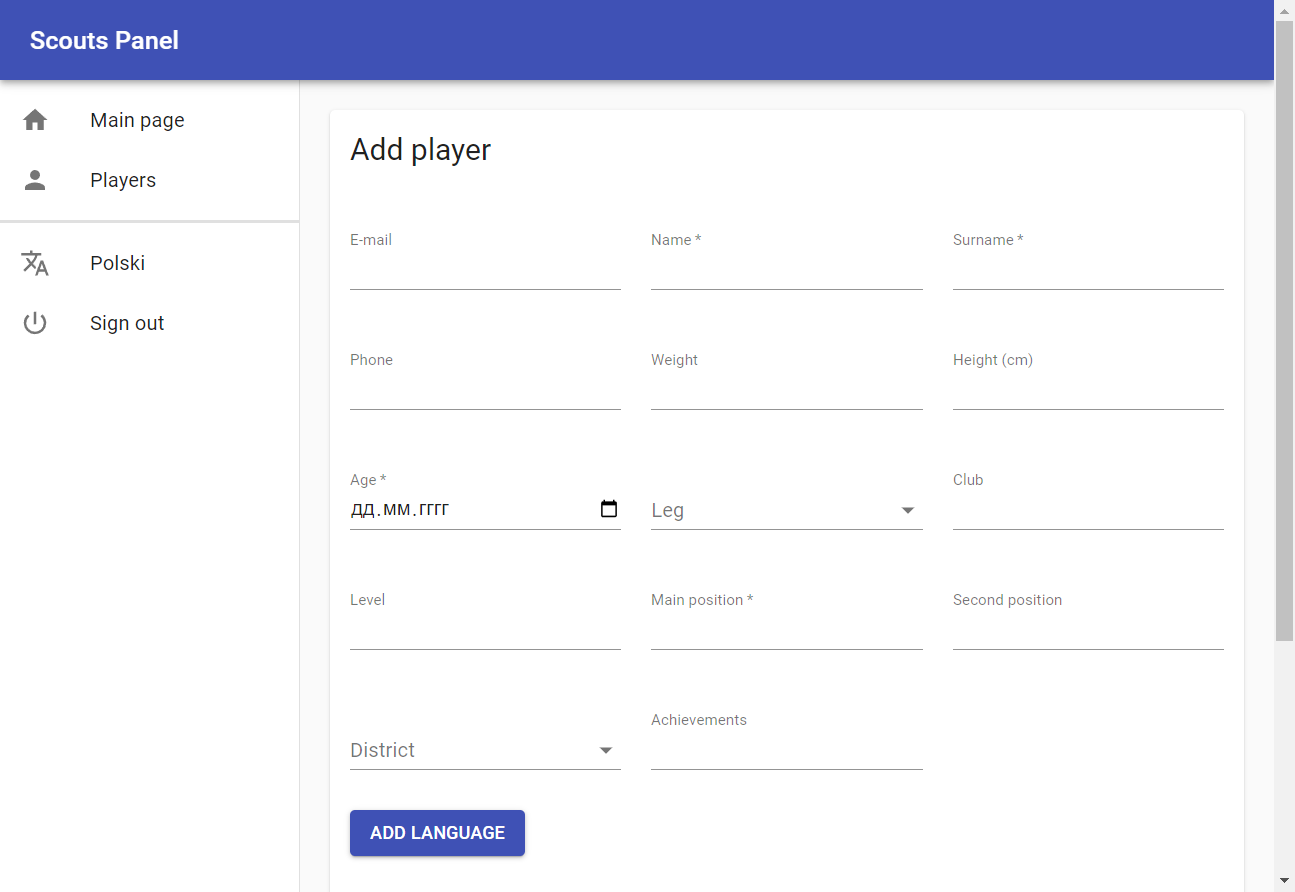 Scouts Panel
Main page
Players
Polski
Sign out
Add player
E-mail
Name *
Surname *
Phone
Weight
Height (cm)
Age *
ДД.ММ.ГГГГ
Leg
Club
Level
Main position *
Second position
District
Achievements
ADD LANGUAGE